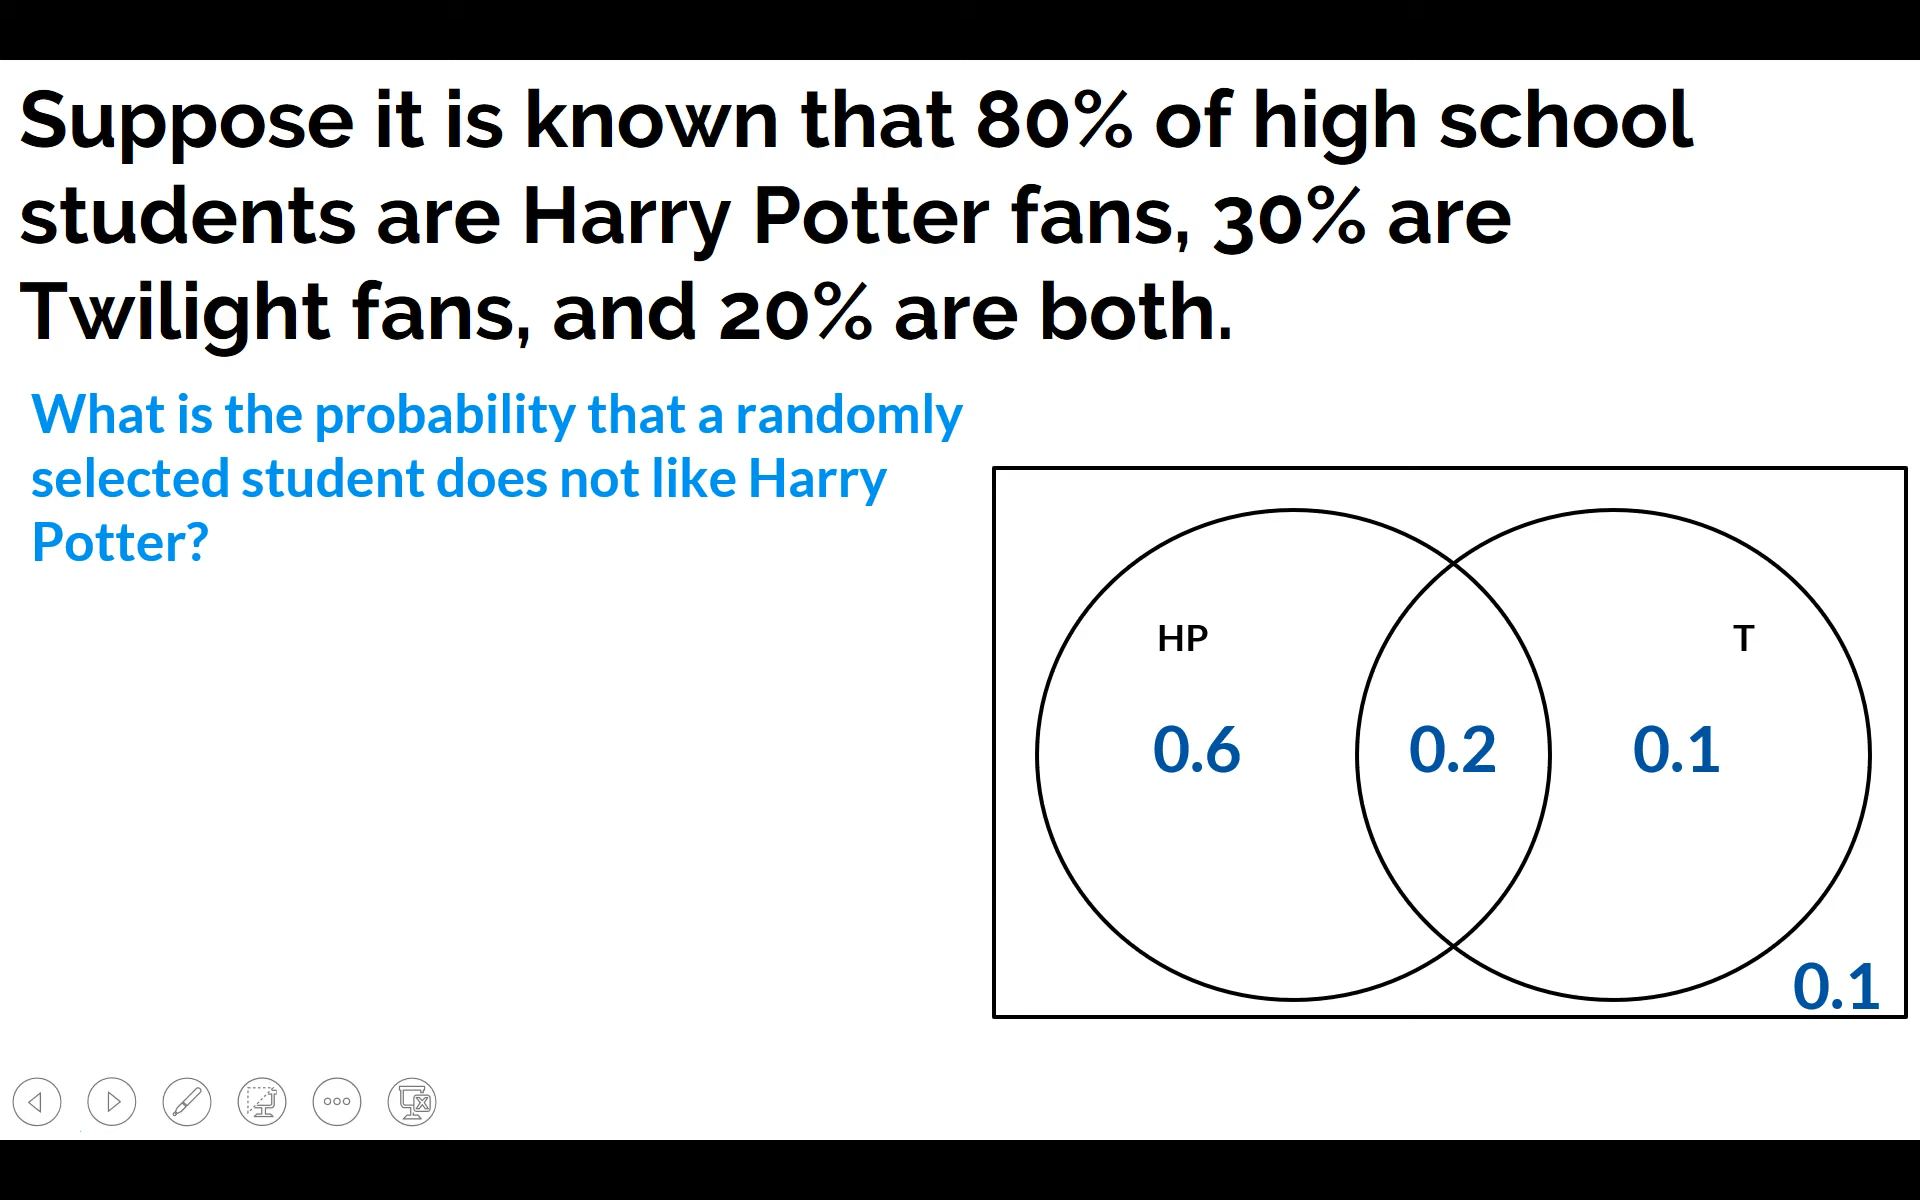 Suppose it is known that 80% of high school
students are Harry Potter fans, 30% are
Twilight fans, and 20% are both.
What is the probability that a randomly
selected student does not like Harry
Potter?
HP
T
0.6
0.2
0.1
0.1